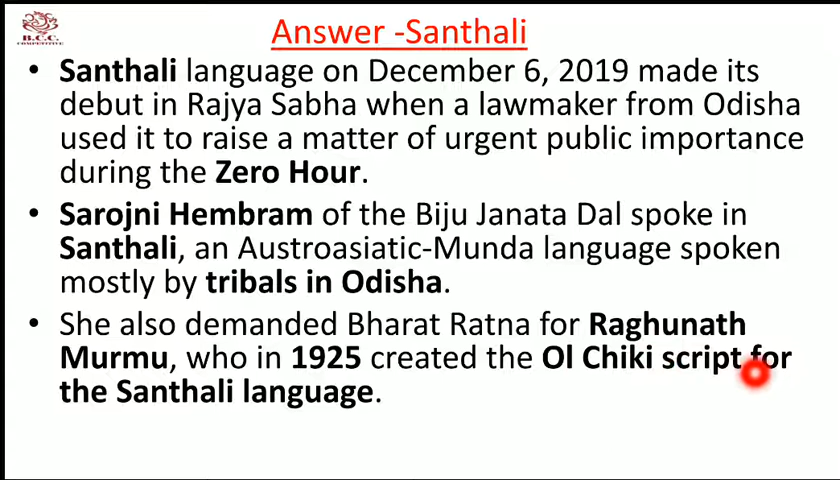 B.C.C.
COMPETITIVE
Answer -Santhali
• Santhali language on December 6, 2019 made its
debut in Rajya Sabha when a lawmaker from Odisha
used it to raise a matter of urgent public importance
during the Zero Hour.
• Sarojni Hembram of the Biju Janata Dal spoke in
Santhali, an Austroasiatic-Munda language spoken
mostly by tribals in Odisha.
• She also demanded Bharat Ratna for Raghunath
Murmu, who in 1925 created the Ol Chiki script for
the Santhali language.